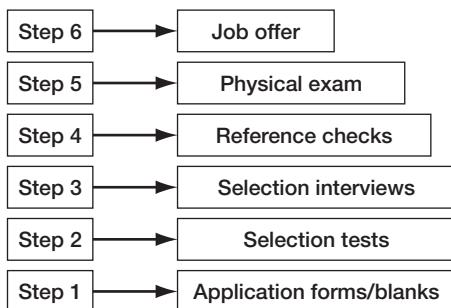 Step 6 Job offer
Step 5 Physical exam
Step 4 Reference checks
Step 3 Selection interviews
Step 2 Selection tests
Step 1 Application forms/blanks